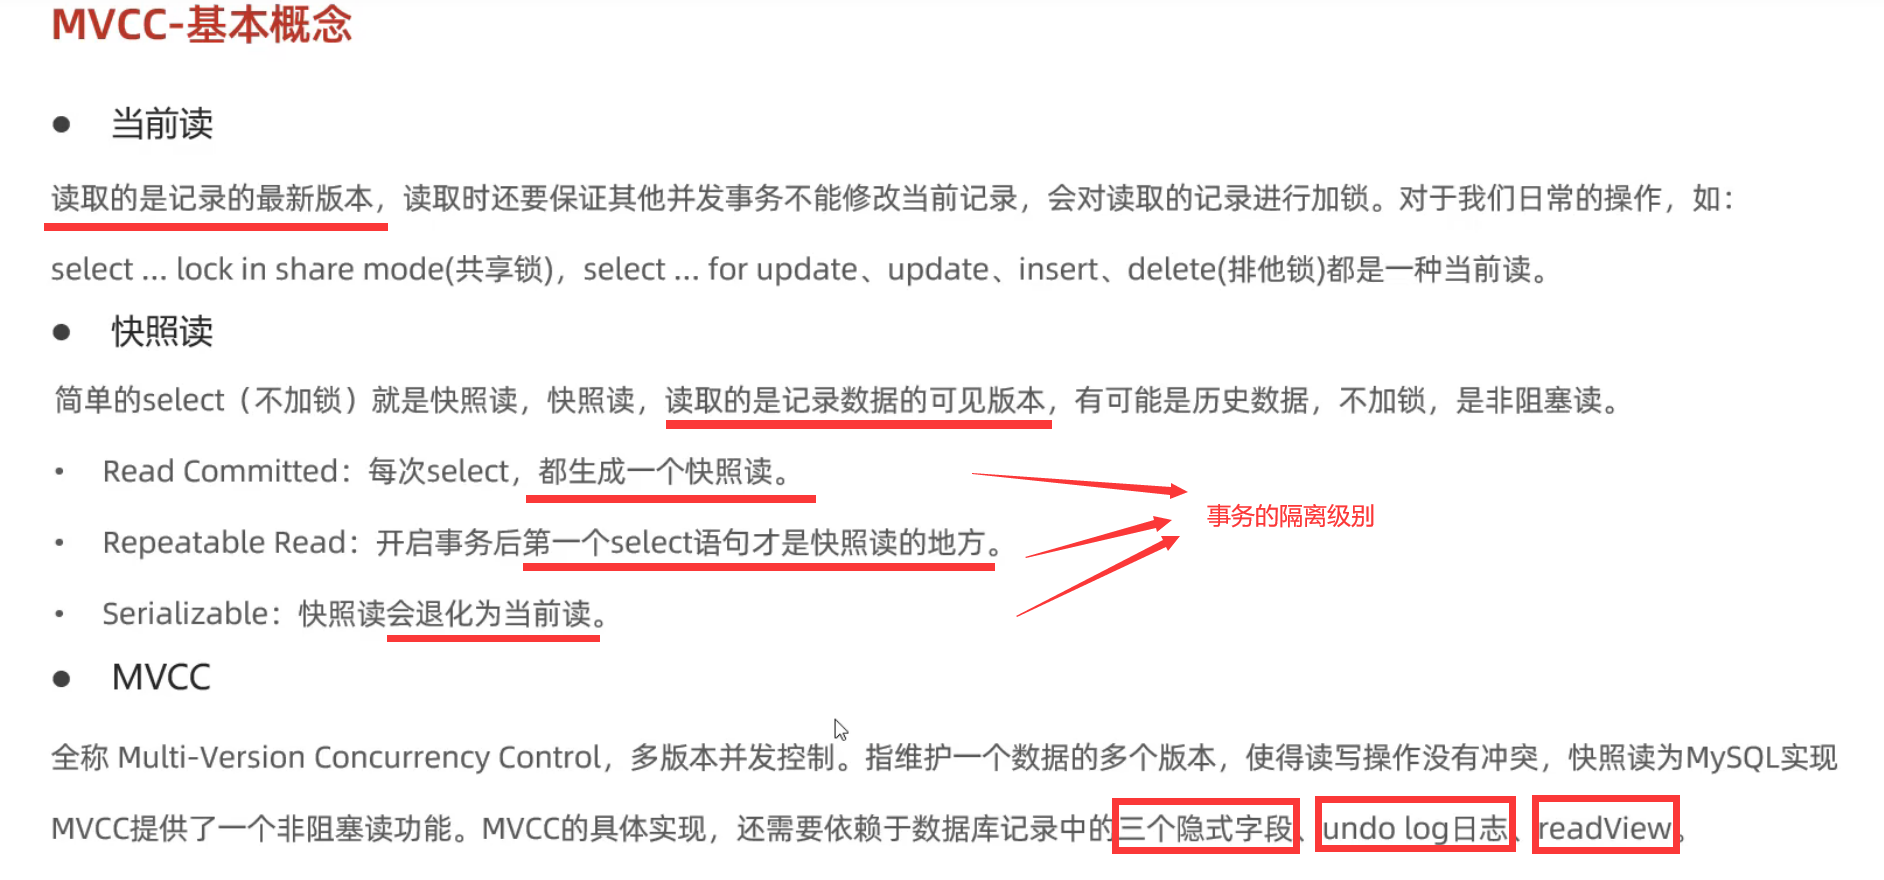 MVCC-基本概念
● 当前读
读取的是记录的最新版本，读取时还要保证其他并发事务不能修改当前记录，会对读取的记录进行加锁。对于我们日常的操作，如：
select ... lock in share mode(共享锁)，select ... for update、update、insert、delete(排他锁)都是一种当前读。
● 快照读
简单的select（不加锁）就是快照读，快照读，读取的是记录数据的可见版本，有可能是历史数据，不加锁，是非阻塞读。
• Read Committed：每次select，都生成一个快照读。
事务的隔离级别
• Repeatable Read：开启事务后第一个select语句才是快照读的地方。
• Serializable：快照读会退化为当前读。
● MVCC
全称 Multi-Version Concurrency Control，多版本并发控制。指维护一个数据的多个版本，使得读写操作没有冲突，快照读为MySQL实现
MVCC提供了一个非阻塞读功能。MVCC的具体实现，还需要依赖于数据库记录中的三个隐式字段、undo log日志、readView。